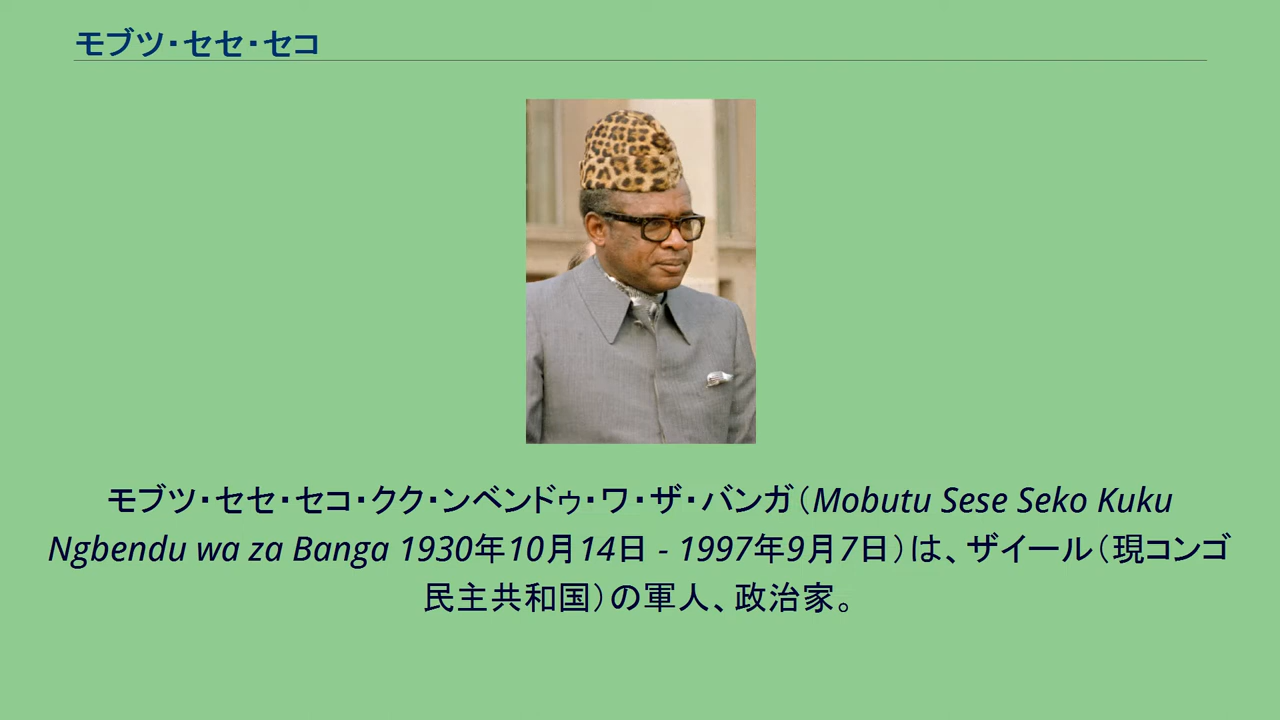 モブツ・セセ・セコ
モブツ・セセ・セコ・クク・ンベンドゥ・ワ・ザ・バンガ（Mobutu Sese Seko Kuku
Ngbendu wa za Banga 1930年10月14日 - 1997年9月7日）は、ザイール（現コンゴ
民主共和国）の軍人、政治家。